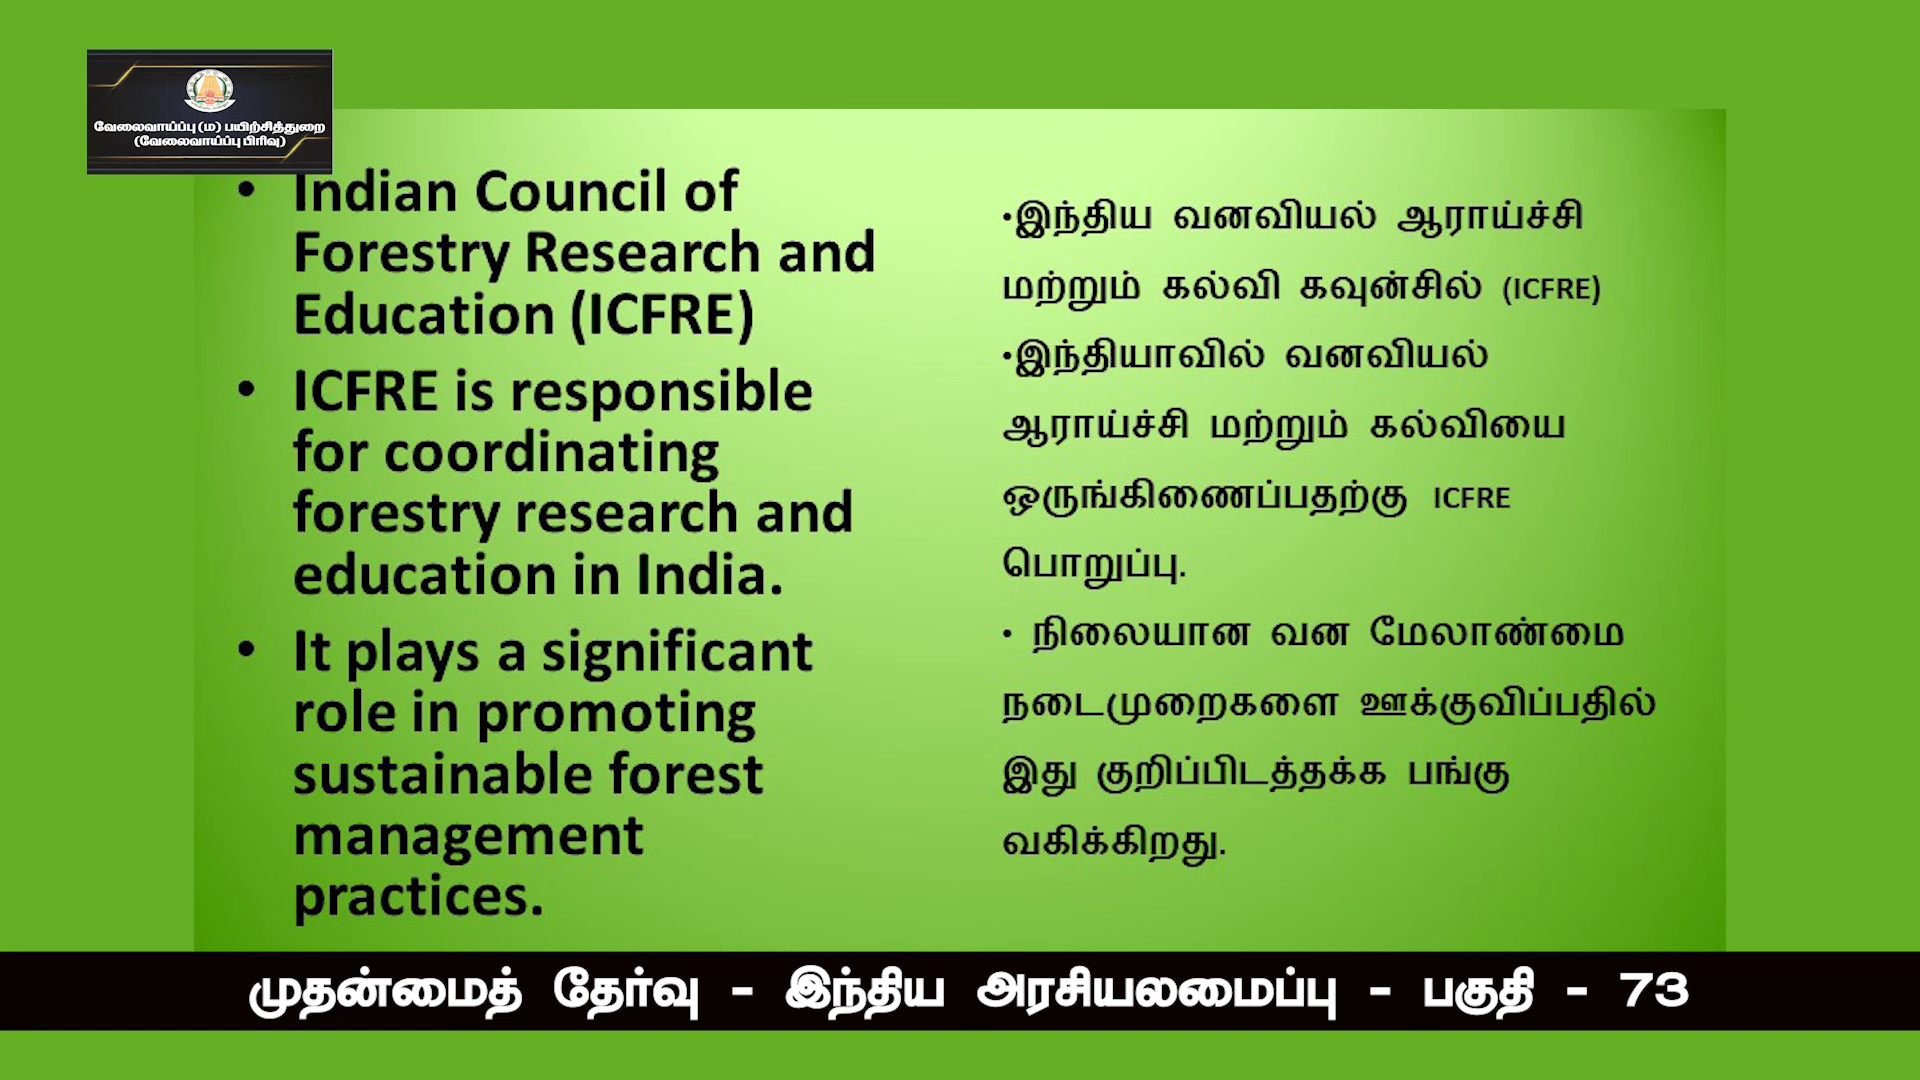 வேலைவாய்ப்பு (ம) பயிற்சித்துறை
(வேலைவாய்ப்பு பிரிவு)
• Indian Council of
Forestry Research and
Education (ICFRE)
• ICFRE is responsible
for coordinating
forestry research and
education in India.
• It plays a significant
role in promoting
sustainable forest
management
practices.
•இந்திய வனவியல் ஆராய்ச்சி
மற்றும் கல்வி கவுன்சில் (ICFRE)
•இந்தியாவில் வனவியல்
ஆராய்ச்சி மற்றும் கல்வியை
ஒருங்கிணைப்பதற்கு ICFRE
பொறுப்பு.
• நிலையான வன மேலாண்மை
நடைமுறைகளை ஊக்குவிப்பதில்
இது குறிப்பிடத்தக்க பங்கு
வகிக்கிறது.
முதன்மைத் தேர்வு - இந்திய அரசியலமைப்பு - பகுதி - 73